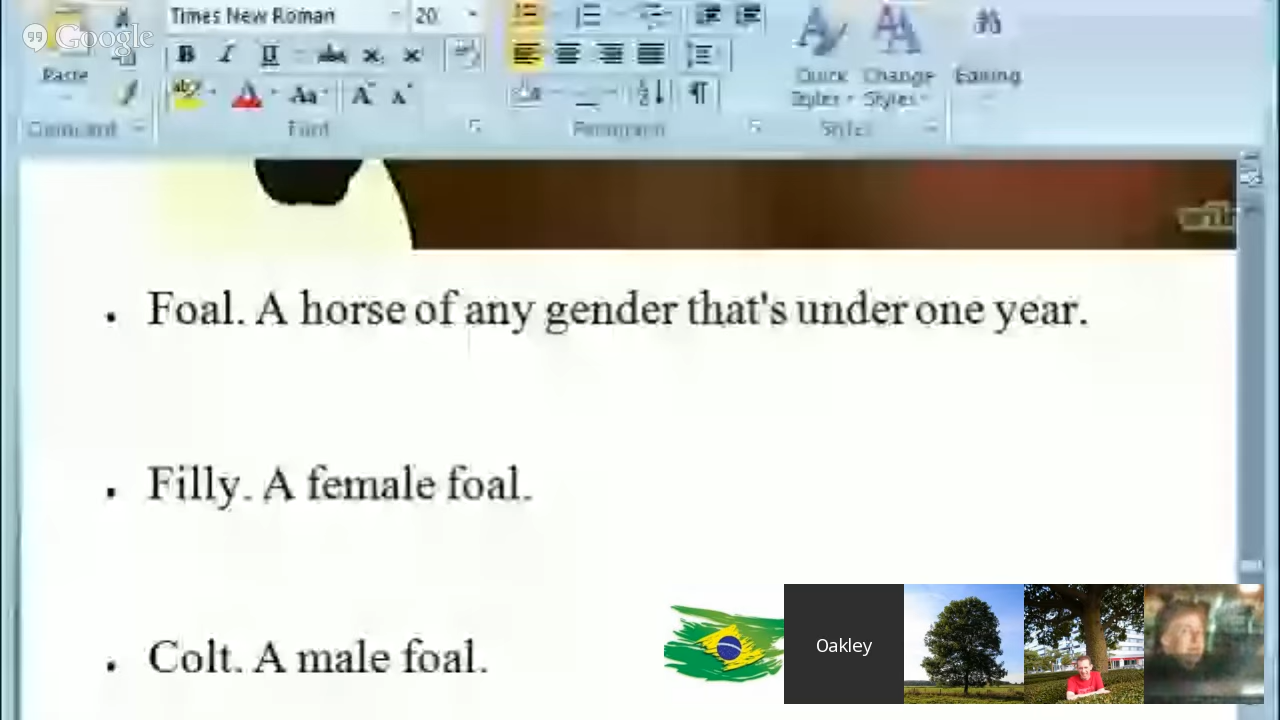 Google
Times New Roman
20
Paste
Quick
Styles
Change
Styles
Editing
Clipboard
Font
Paragraph
Styles
Foal. A horse of any gender that's under one year.
Filly. A female foal.
Colt. A male foal.
Oakley